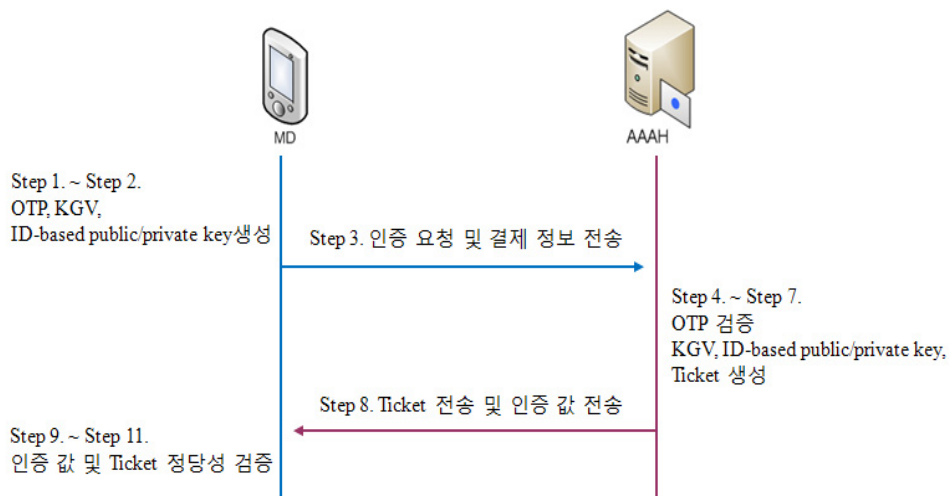 MD
AAAH
Step 1. ~ Step 2.
OTP, KGV,
ID-based public/private key생성
Step 3. 인증 요청 및 결제 정보 전송
Step 4. ~ Step 7.
OTP 검증
KGV, ID-based public/private key,
Ticket 생성
Step 8. Ticket 전송 및 인증 값 전송
Step 9. ~ Step 11.
인증 값 및 Ticket 정당성 검증